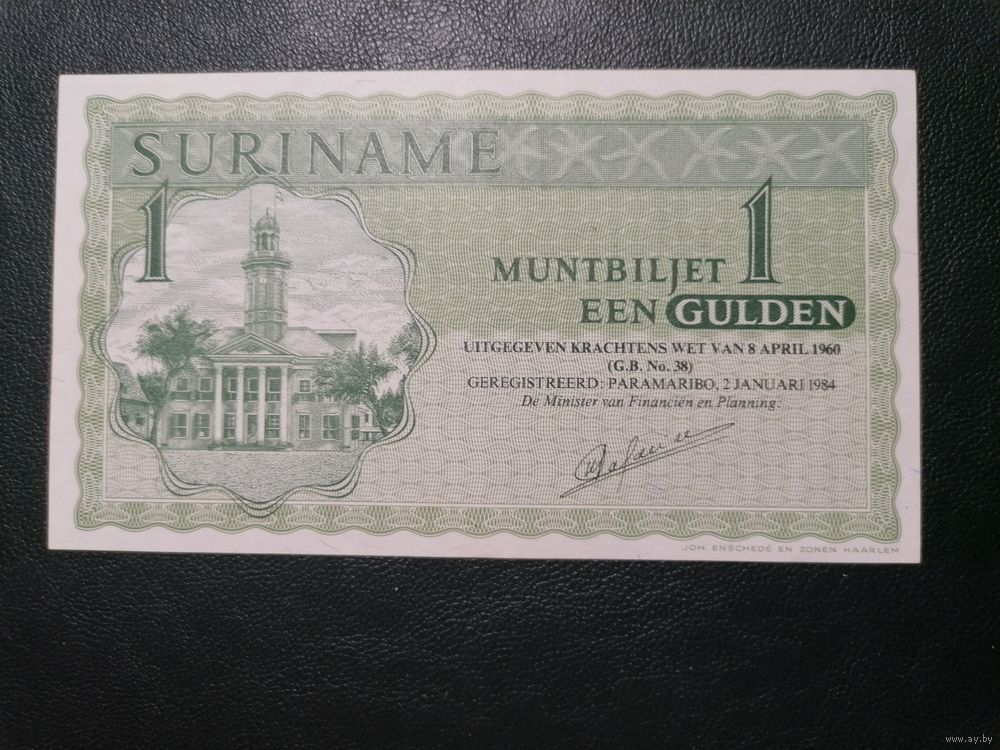 SURINAME
1
MUNTBILJET 1
EEN GULDEN
UITGEGEVEN KRACHTENS WET VAN 8 APRIL 1960
(G.B. No. 38)
GEREGISTREERD: PARAMARIBO, 2 JANUARI 1984
De Minister van Financiën en Planning:
JOH. ENSCHEDÉ EN ZONEN HAARLEM
www.ay.by